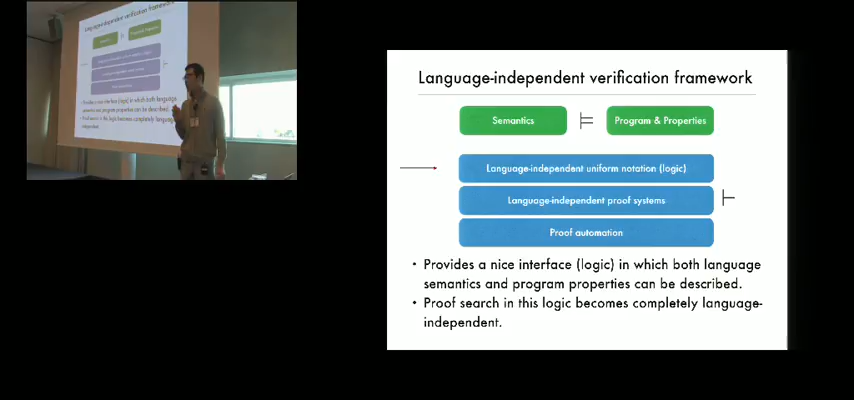 Language-independent verification framework
Semantics ⊨ Program & Properties
Language-independent uniform notation (logic)
Language-independent proof systems ⊢
Proof automation
• Provides a nice interface (logic) in which both language
semantics and program properties can be described.
• Proof search in this logic becomes completely language-
independent.